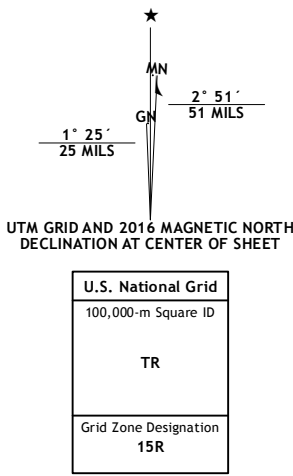 ★
MN
GN
2° 51´
51 MILS
1° 25´
25 MILS
UTM GRID AND 2016 MAGNETIC NORTH
DECLINATION AT CENTER OF SHEET
U.S. National Grid
100,000-m Square ID
TR
Grid Zone Designation
15R